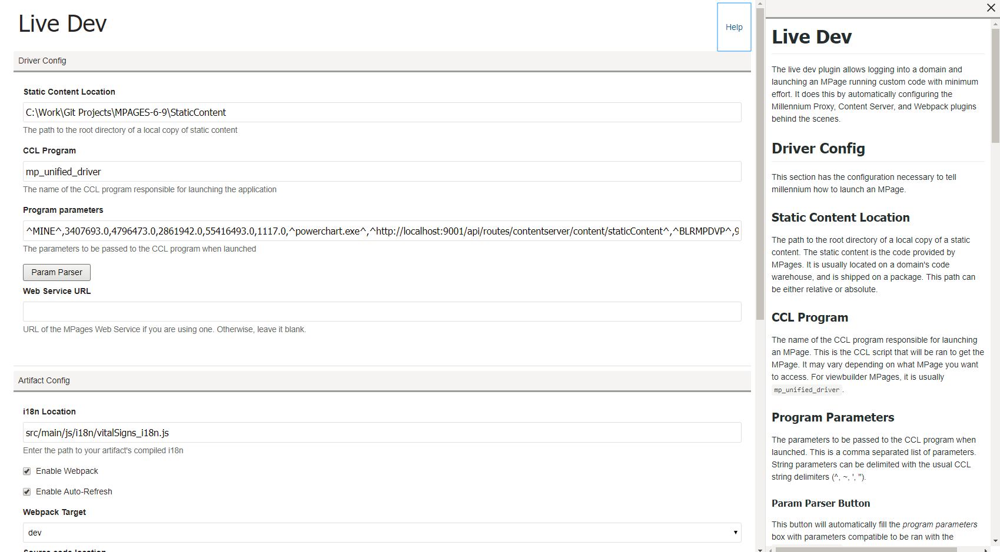 Live Dev
Help
Driver Config
Static Content Location
C:\Work\Git Projects\MPAGES-6-9\StaticContent
The path to the root directory of a local copy of static content
CCL Program
mp_unified_driver
The name of the CCL program responsible for launching the application
Program parameters
^MINE^,3407693.0,4796473.0,2861942.0,55416493.0,1117.0,^powerchart.exe^,^http://localhost:9001/api/routes/contentserver/content/staticContent^,^BLRMPDVP^,9
The parameters to be passed to the CCL program when launched
Param Parser
Web Service URL
URL of the MPages Web Service if you are using one. Otherwise, leave it blank.
Artifact Config
i18n Location
src/main/js/i18n/vitalSigns_i18n.js
Enter the path to your artifact's compiled i18n
Enable Webpack
Enable Auto-Refresh
Webpack Target
dev
Source code location
Live Dev
The live dev plugin allows logging into a domain and
launching an MPage running custom code with minimum
effort. It does this by automatically configuring the
Millennium Proxy, Content Server, and Webpack plugins
behind the scenes.
Driver Config
This section has the configuration necessary to tell
millennium how to launch an MPage.
Static Content Location
The path to the root directory of a local copy of a static
content. The static content is the code provided by
MPages. It is usually located on a domain's code
warehouse, and is shipped on a package. This path can
be either relative or absolute.
CCL Program
The name of the CCL program responsible for launching
an MPage. This is the CCL script that will be ran to get the
MPage. It may vary depending on what MPage you want
to access. For viewbuilder MPages, it is usually
mp_unified_driver.
Program Parameters
The parameters to be passed to the CCL program when
launched. This is a comma separated list of parameters.
String parameters can be delimited with the usual CCL
string delimiters (^, ~, ', ").
Param Parser Button
This button will automatically fill the program parameters
box with parameters compatible to be ran with the